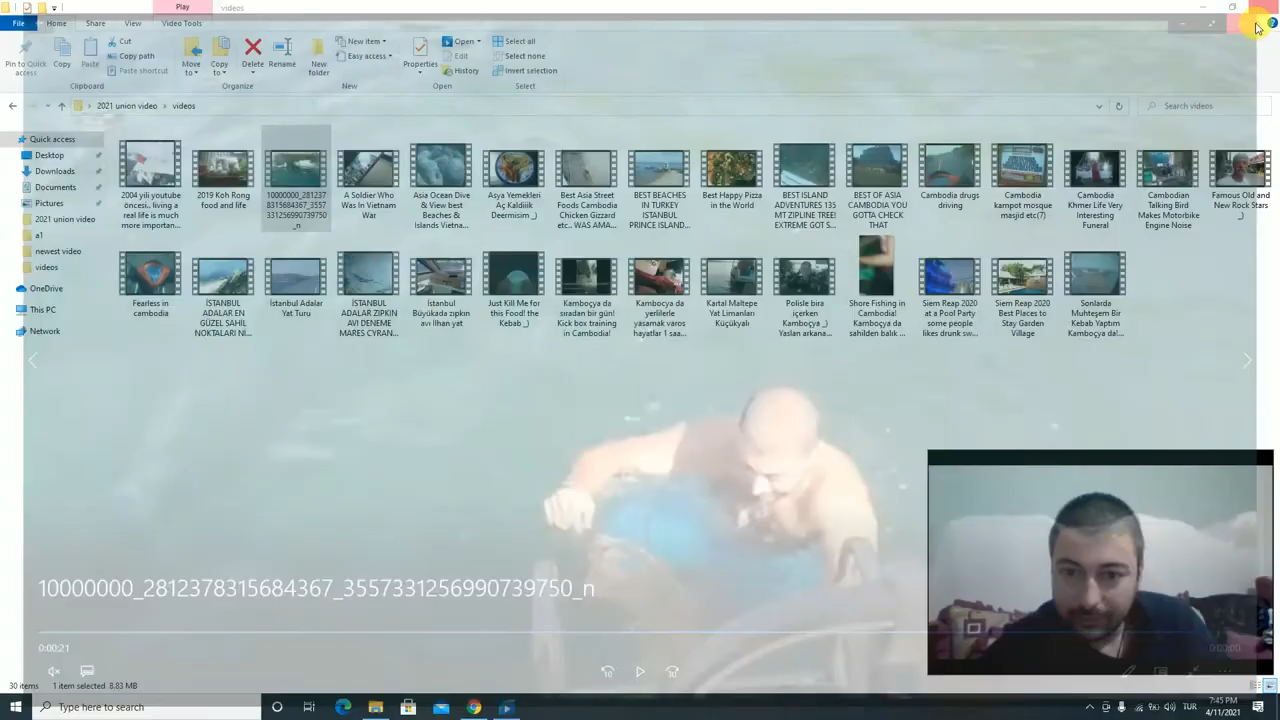 Play
videos
File
Home
Share
View
Video Tools
Pin to Quick access
Copy
Paste
Cut
Copy path
Paste shortcut
Clipboard
Move to
Copy to
Delete
Rename
Organize
New folder
New item
Easy access
New
Properties
Open
Edit
History
Open
Select all
Select none
Invert selection
Select
2021 union video
videos
Search videos
Quick access
Desktop
Downloads
Documents
Pictures
2021 union video
a1
newest video
videos
OneDrive
This PC
Network
2004 yili youtube
öncesi.. living a
real life is much
more importan...
2019 Koh Rong
food and life
10000000_281237
8315684367_3557
331256990739750
_n
A Soldier Who
Was In Vietnam
War
Asia Ocean Dive
& View best
Beaches &
Islands Vietna...
Asya Yemekleri
Aç Kaldiiik
Deermisim _)
Best Asia Street
Foods Cambodia
Chicken Gizzard
etc.. WAS AMA...
BEST BEACHES
IN TURKEY
ISTANBUL
PRINCE ISLAND...
Best Happy Pizza
in the World
BEST ISLAND
ADVENTURES 135
MT ZIPLINE TREE!
EXTREME GOT S...
BEST OF ASIA
CAMBODIA YOU
GOTTA CHECK
THAT
Cambodia drugs
driving
Cambodia
kampot mosque
masjid etc(7)
Cambodia
Khmer Life Very
Interesting
Funeral
Cambodian
Talking Bird
Makes Motorbike
Engine Noise
Famous Old and
New Rock Stars
_)
Fearless in
cambodia
İSTANBUL
ADALAR EN
GÜZEL SAHİL
NOKTALARI Nİ...
İstanbul Adalar
Yat Turu
İSTANBUL
ADALAR ZIPKIN
AVI DENEME
MARES CYRAN...
İstanbul
Büyükada zıpkın
avı İlhan yat
Just Kill Me for
this Food! the
Kebab _)
Kamboçya da
sıradan bir gün!
Kick box training
in Cambodia!
Kambocya da
yerlilerle
yasamak varos
hayatlar 1 saa...
Kartal Maltepe
Yat Limanları
Küçükyalı
Polisle bira
içerken
Kamboçya _)
Yaslan arkana...
Shore Fishing in
Cambodia!
Kamboçya da
sahilden balık ...
Siem Reap 2020
at a Pool Party
some people
likes drunk sw...
Siem Reap 2020
Best Places to
Stay Garden
Village
Sonlarda
Muhteşem Bir
Kebab Yaptım
Kamboçya da!...
10000000_2812378315684367_3557331256990739750_n
0:00:21
0:00:00
10
10
30 items
1 item selected 8.83 MB
Type here to search
TUR
7:45 PM
4/11/2021